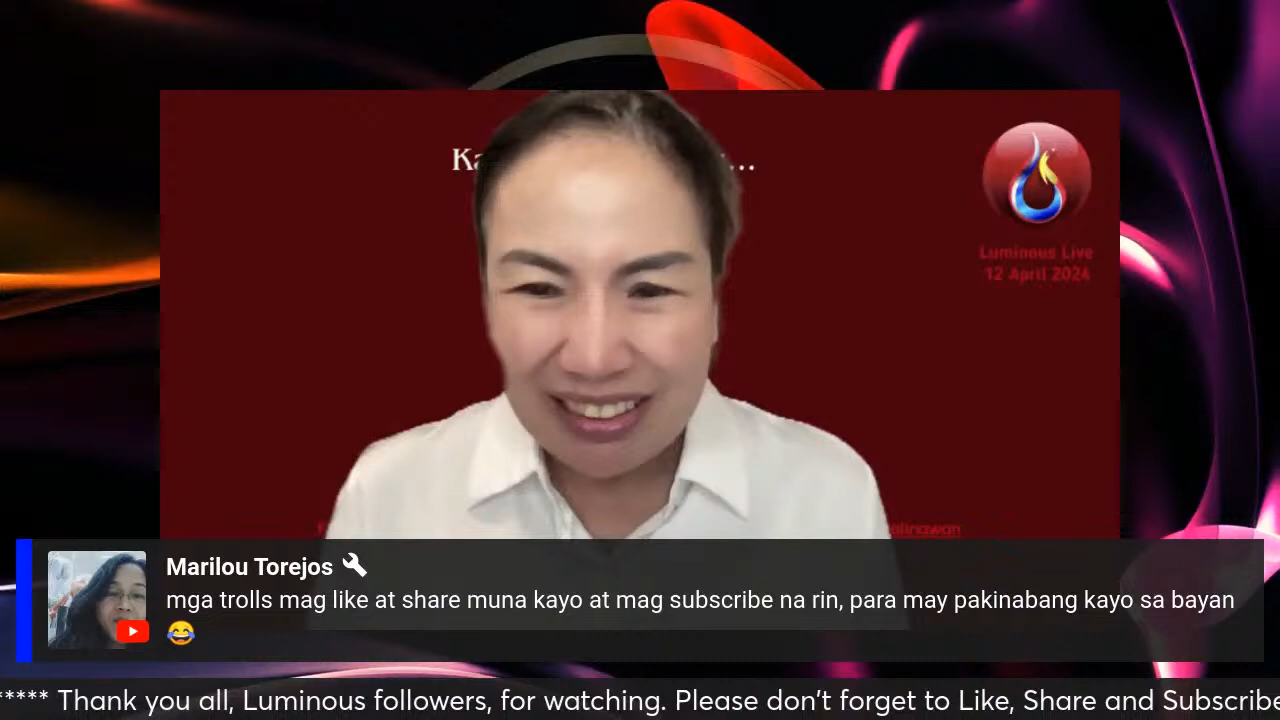 Ka
...
Luminous Live
12 April 2024
Marilou Torejos
mga trolls mag like at share muna kayo at mag subscribe na rin, para may pakinabang kayo sa bayan
😂
***** Thank you all, Luminous followers, for watching. Please don't forget to Like, Share and Subscribe